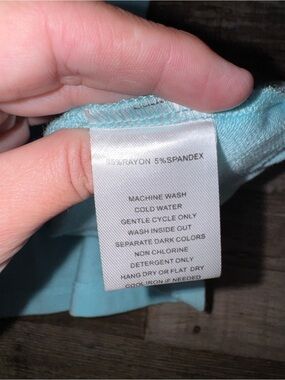 95%RAYON 5%SPANDEX
MACHINE WASH
COLD WATER
GENTLE CYCLE ONLY
WASH INSIDE OUT
SEPARATE DARK COLORS
NON CHLORINE
DETERGENT ONLY
HANG DRY OR FLAT DRY
COOL IRON IF NEEDED